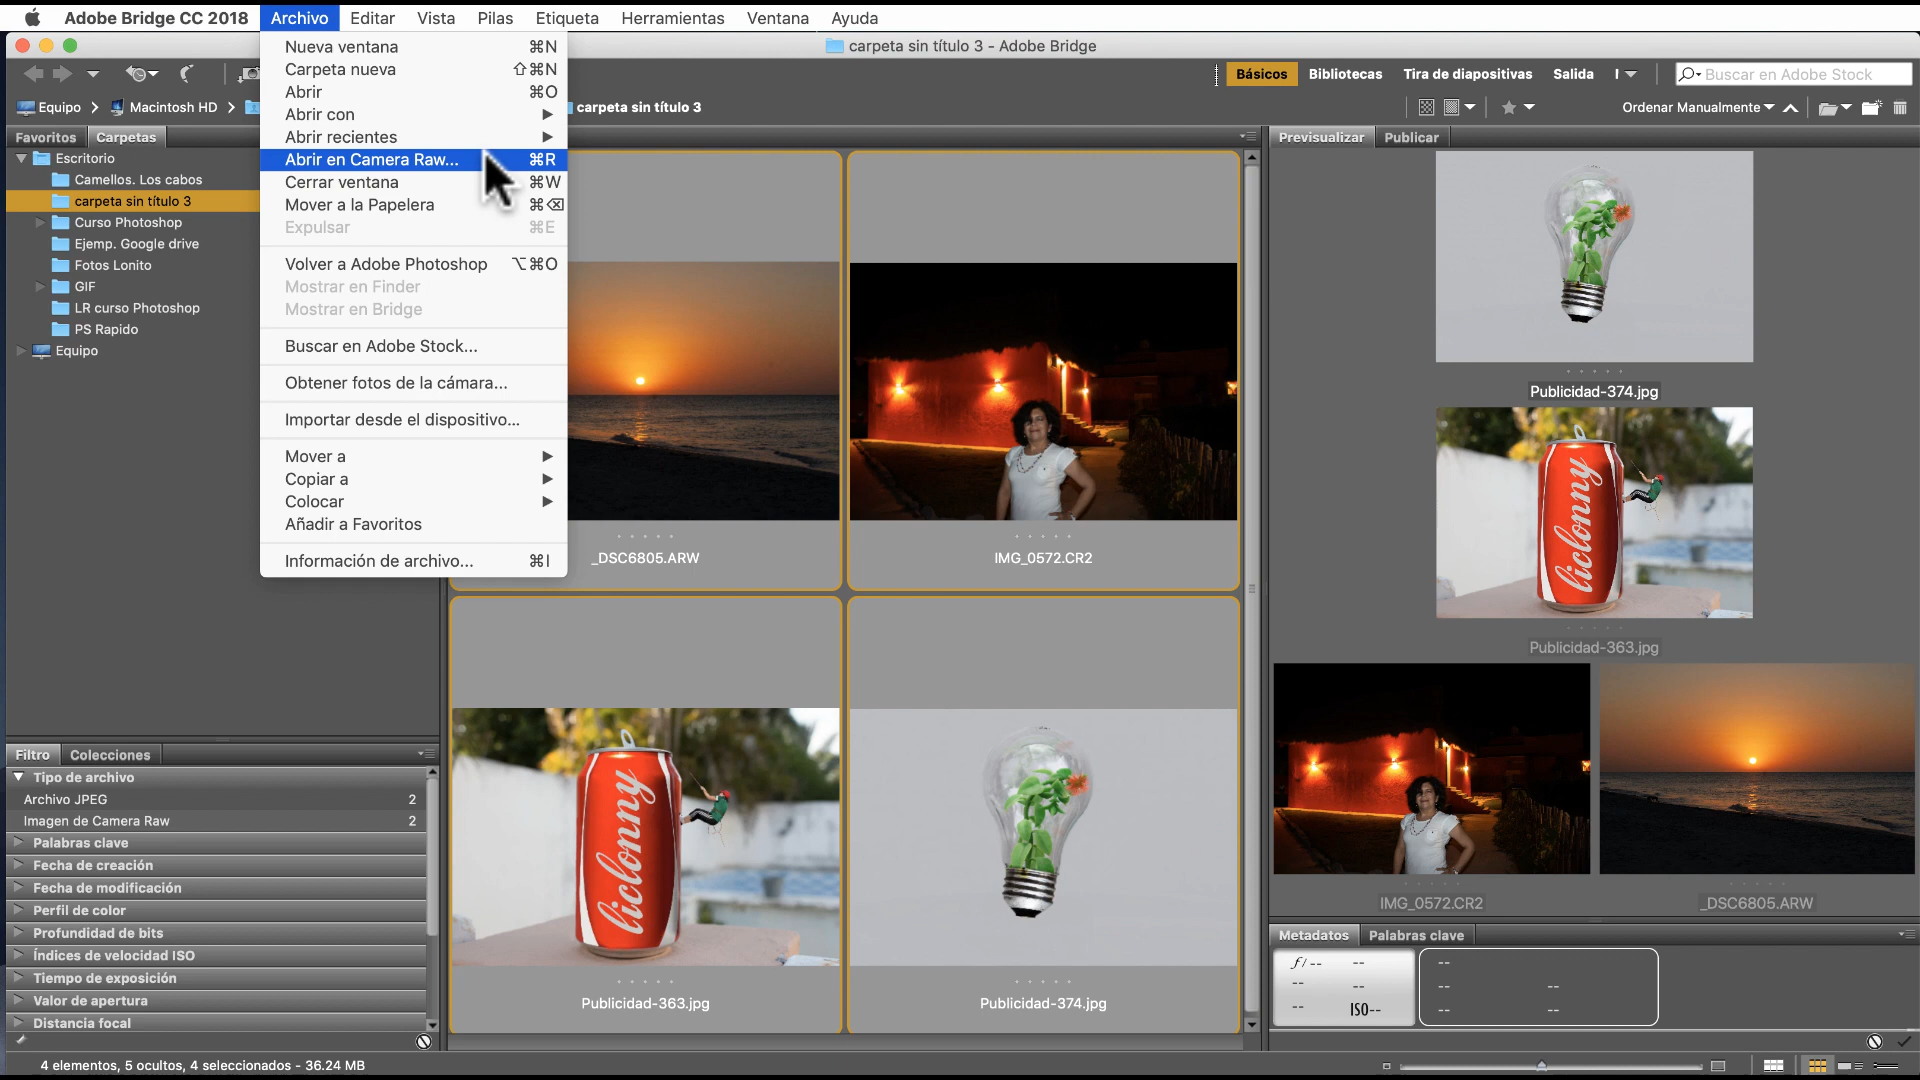 Adobe Bridge CC 2018 Archivo Editar Vista Pilas Etiqueta Herramientas Ventana Ayuda
carpeta sin título 3 - Adobe Bridge
Básicos Bibliotecas Tira de diapositivas Salida
Buscar en Adobe Stock
Equipo Macintosh HD carpeta sin título 3
Ordenar Manualmente
Nueva ventana ⌘N
Carpeta nueva ⇧⌘N
Abrir ⌘O
Abrir con
Abrir recientes
Abrir en Camera Raw... ⌘R
Cerrar ventana ⌘W
Mover a la Papelera ⌘⌫
Expulsar ⌘E
Volver a Adobe Photoshop ⌥⌘O
Mostrar en Finder
Mostrar en Bridge
Buscar en Adobe Stock...
Obtener fotos de la cámara...
Importar desde el dispositivo...
Mover a
Copiar a
Colocar
Añadir a Favoritos
Información de archivo... ⌘I
Favoritos Carpetas
Escritorio
Camellos. Los cabos
carpeta sin título 3
Curso Photoshop
Ejemp. Google drive
Fotos Lonito
GIF
LR curso Photoshop
PS Rapido
Equipo
Filtro Colecciones
Tipo de archivo
Archivo JPEG 2
Imagen de Camera Raw 2
Palabras clave
Fecha de creación
Fecha de modificación
Perfil de color
Profundidad de bits
Índices de velocidad ISO
Tiempo de exposición
Valor de apertura
Distancia focal
_DSC6805.ARW
IMG_0572.CR2
liclonny
Publicidad-363.jpg
Publicidad-374.jpg
Previsualizar Publicar
Publicidad-374.jpg
liclonny
Publicidad-363.jpg
IMG_0572.CR2
_DSC6805.ARW
Metadatos Palabras clave
f/-- -- --
-- -- -- --
-- ISO-- -- --
4 elementos, 5 ocultos, 4 seleccionados - 36.24 MB